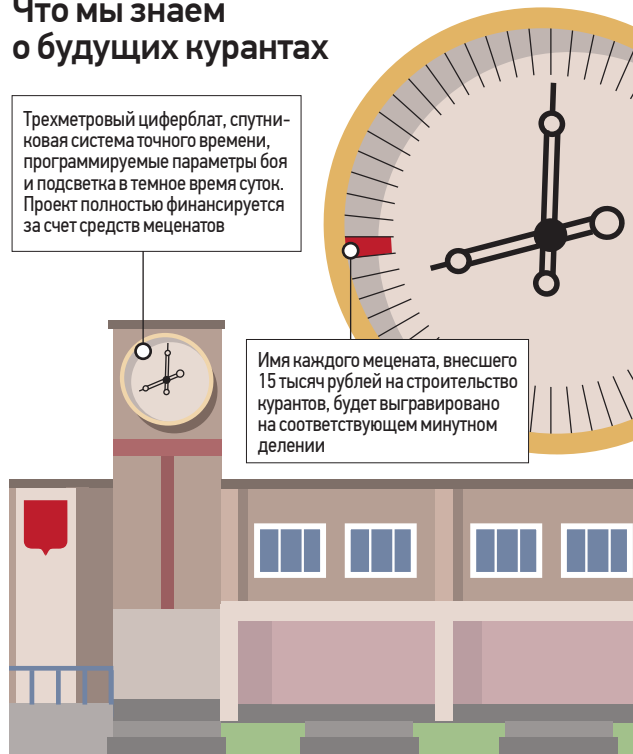 Что мы знаем
о будущих курантах
Трехметровый циферблат, спутни-
ковая система точного времени,
программируемые параметры боя
и подсветка в темное время суток.
Проект полностью финансируется
за счет средств меценатов
Имя каждого мецената, внесшего
15 тысяч рублей на строительство
курантов, будет выгравировано
на соответствующем минутном
делении